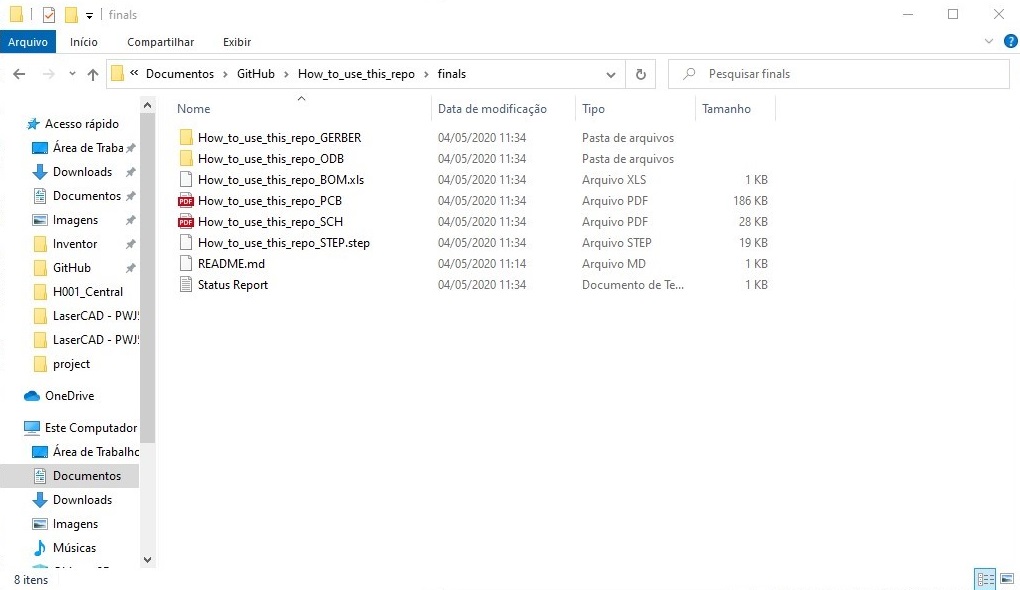 finals
Arquivo Início Compartilhar Exibir
« Documentos › GitHub › How_to_use_this_repo › finals
Pesquisar finals
Nome Data de modificação Tipo Tamanho
Acesso rápido
Área de Traba
Downloads
Documentos
Imagens
Inventor
GitHub
H001_Central
LaserCAD - PWJ
LaserCAD - PWJ
project
OneDrive
Este Computador
Área de Trabalho
Documentos
Downloads
Imagens
Músicas
How_to_use_this_repo_GERBER 04/05/2020 11:34 Pasta de arquivos
How_to_use_this_repo_ODB 04/05/2020 11:34 Pasta de arquivos
How_to_use_this_repo_BOM.xls 04/05/2020 11:34 Arquivo XLS 1 KB
PDF How_to_use_this_repo_PCB 04/05/2020 11:34 Arquivo PDF 186 KB
PDF How_to_use_this_repo_SCH 04/05/2020 11:34 Arquivo PDF 28 KB
How_to_use_this_repo_STEP.step 04/05/2020 11:34 Arquivo STEP 19 KB
README.md 04/05/2020 11:14 Arquivo MD 1 KB
Status Report 04/05/2020 11:34 Documento de Te... 1 KB
8 itens